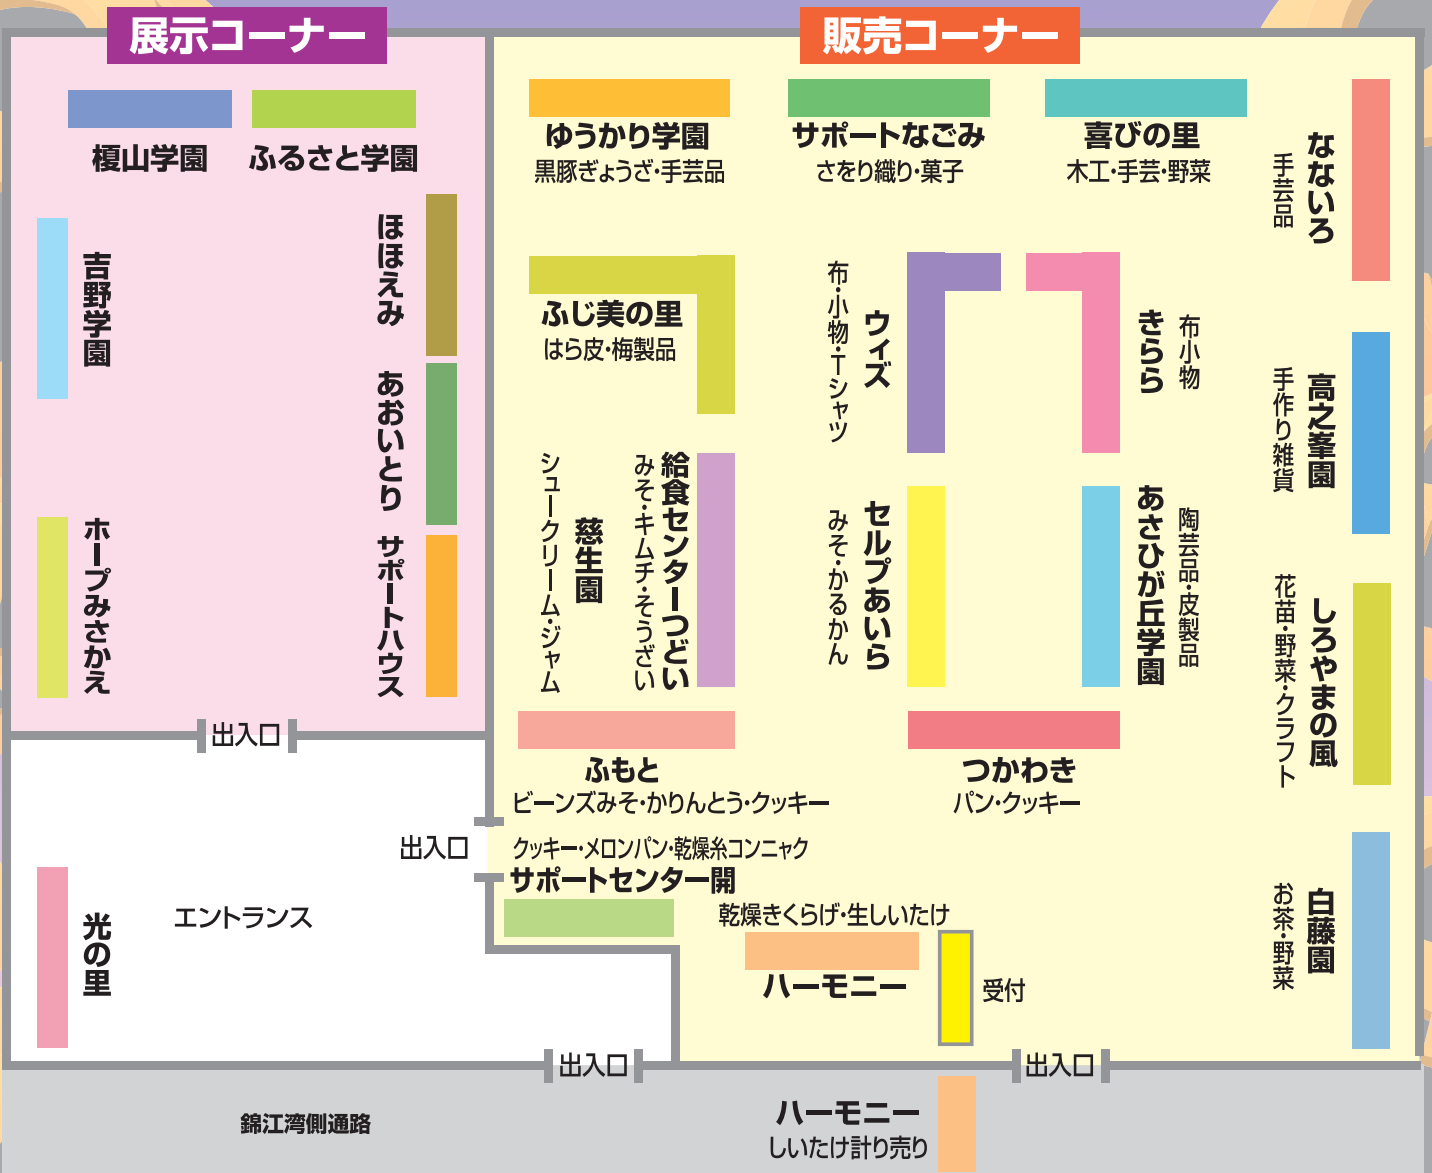 展示コーナー
販売コーナー
榎山学園
ふるさと学園
吉野学園
ほほえみ
あおいとり
ホープみさかえ
サポートハウス
出入口
ゆうかり学園
黒豚ぎょうざ・手芸品
サポートなごみ
さをり織り・菓子
喜びの里
木工・手芸・野菜
なないろ
手芸品
ふじ美の里
はら皮・梅製品
ウィズ
布・小物・Tシャツ
きらら
布小物
高之峯園
手作り雑貨
慈生園
シュークリーム・ジャム
給食センターつどい
みそ・キムチ・そうざい
セルプあいら
みそ・かるかん
あさひが丘学園
陶芸品・皮製品
しろやまの風
花苗・野菜・クラフト
ふもと
ビーンズみそ・かりんとう・クッキー
つかわき
パン・クッキー
出入口
クッキー・メロンパン・乾燥糸コンニャク
サポートセンター開
光の里
エントランス
乾燥きくらげ・生しいたけ
ハーモニー
受付
白藤園
お茶・野菜
出入口
出入口
錦江湾側通路
ハーモニー
しいたけ計り売り